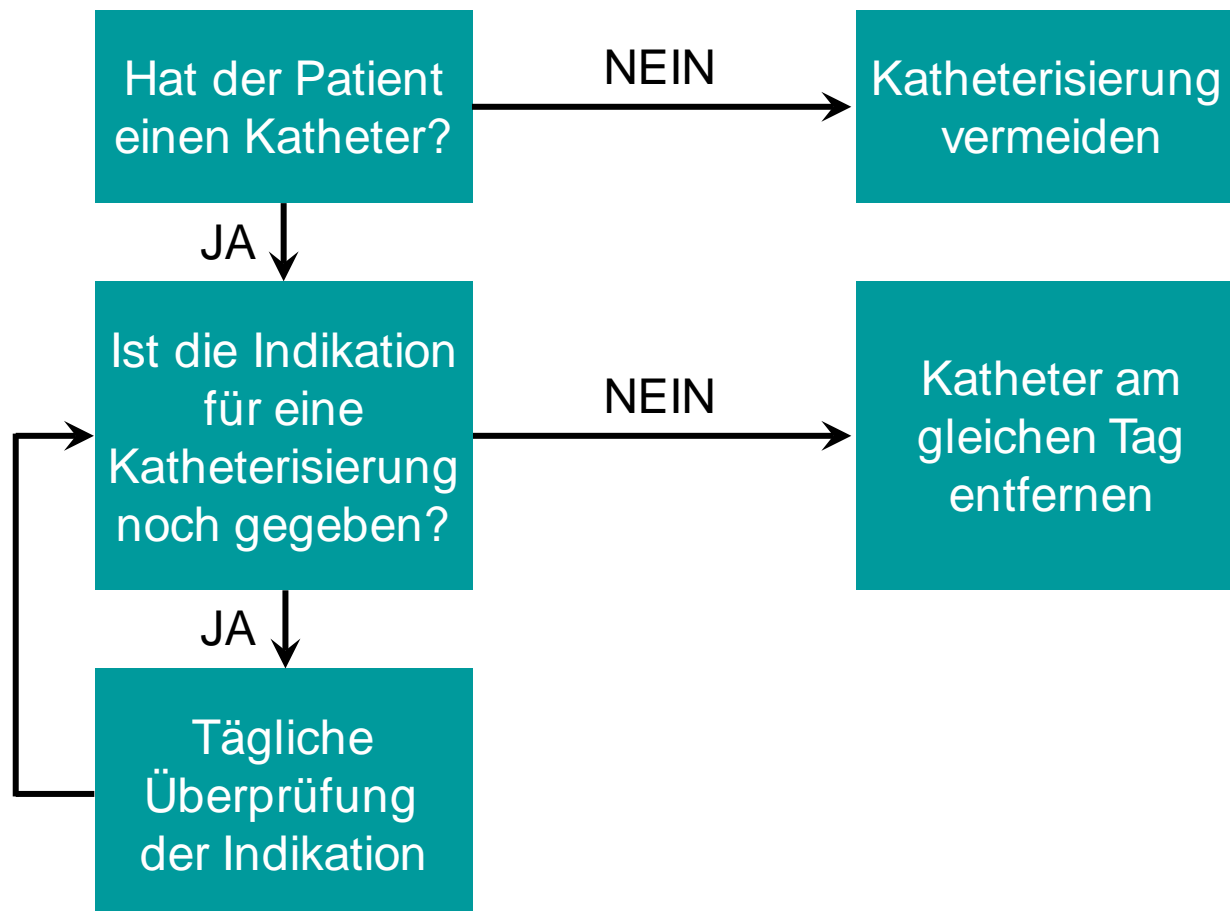 Hat der Patient
einen Katheter?
NEIN
Katheterisierung
vermeiden
JA
Ist die Indikation
für eine
Katheterisierung
noch gegeben?
NEIN
Katheter am
gleichen Tag
entfernen
JA
Tägliche
Überprüfung
der Indikation